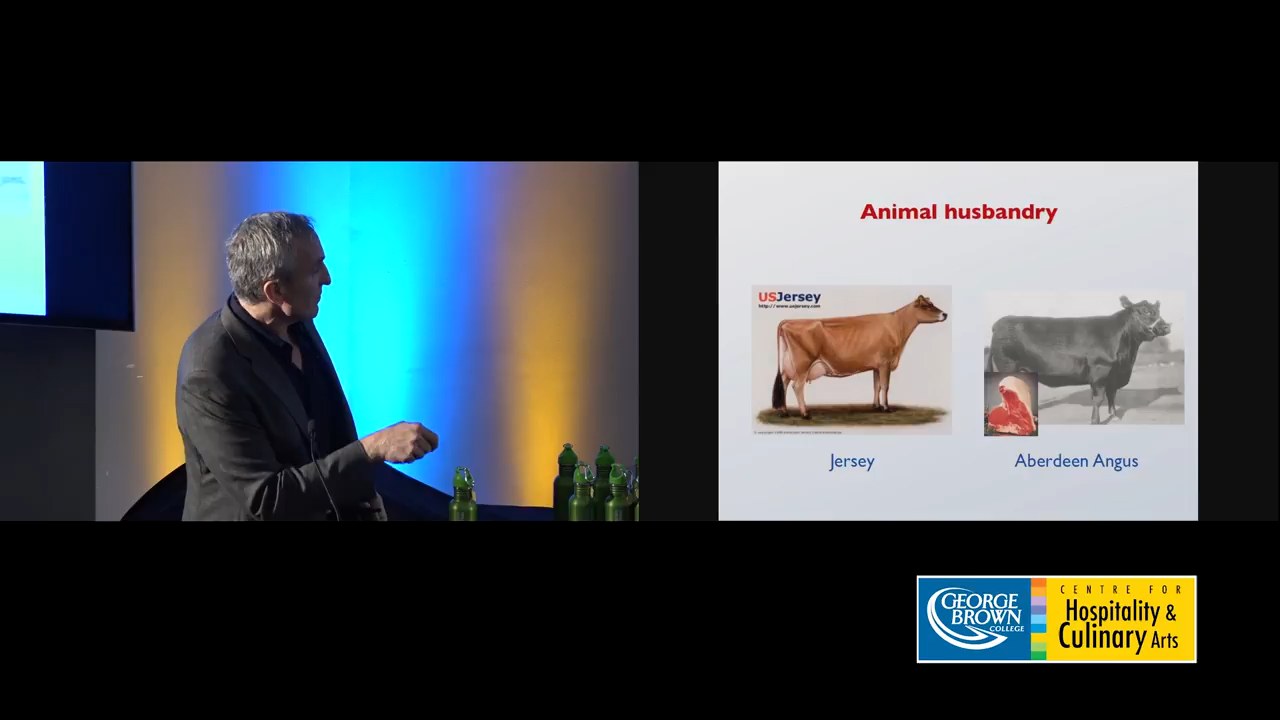 Animal husbandry
USJersey
http://www.usjersey.com
Jersey
Aberdeen Angus
GEORGE
BROWN
COLLEGE
CENTRE FOR
Hospitality &
Culinary Arts